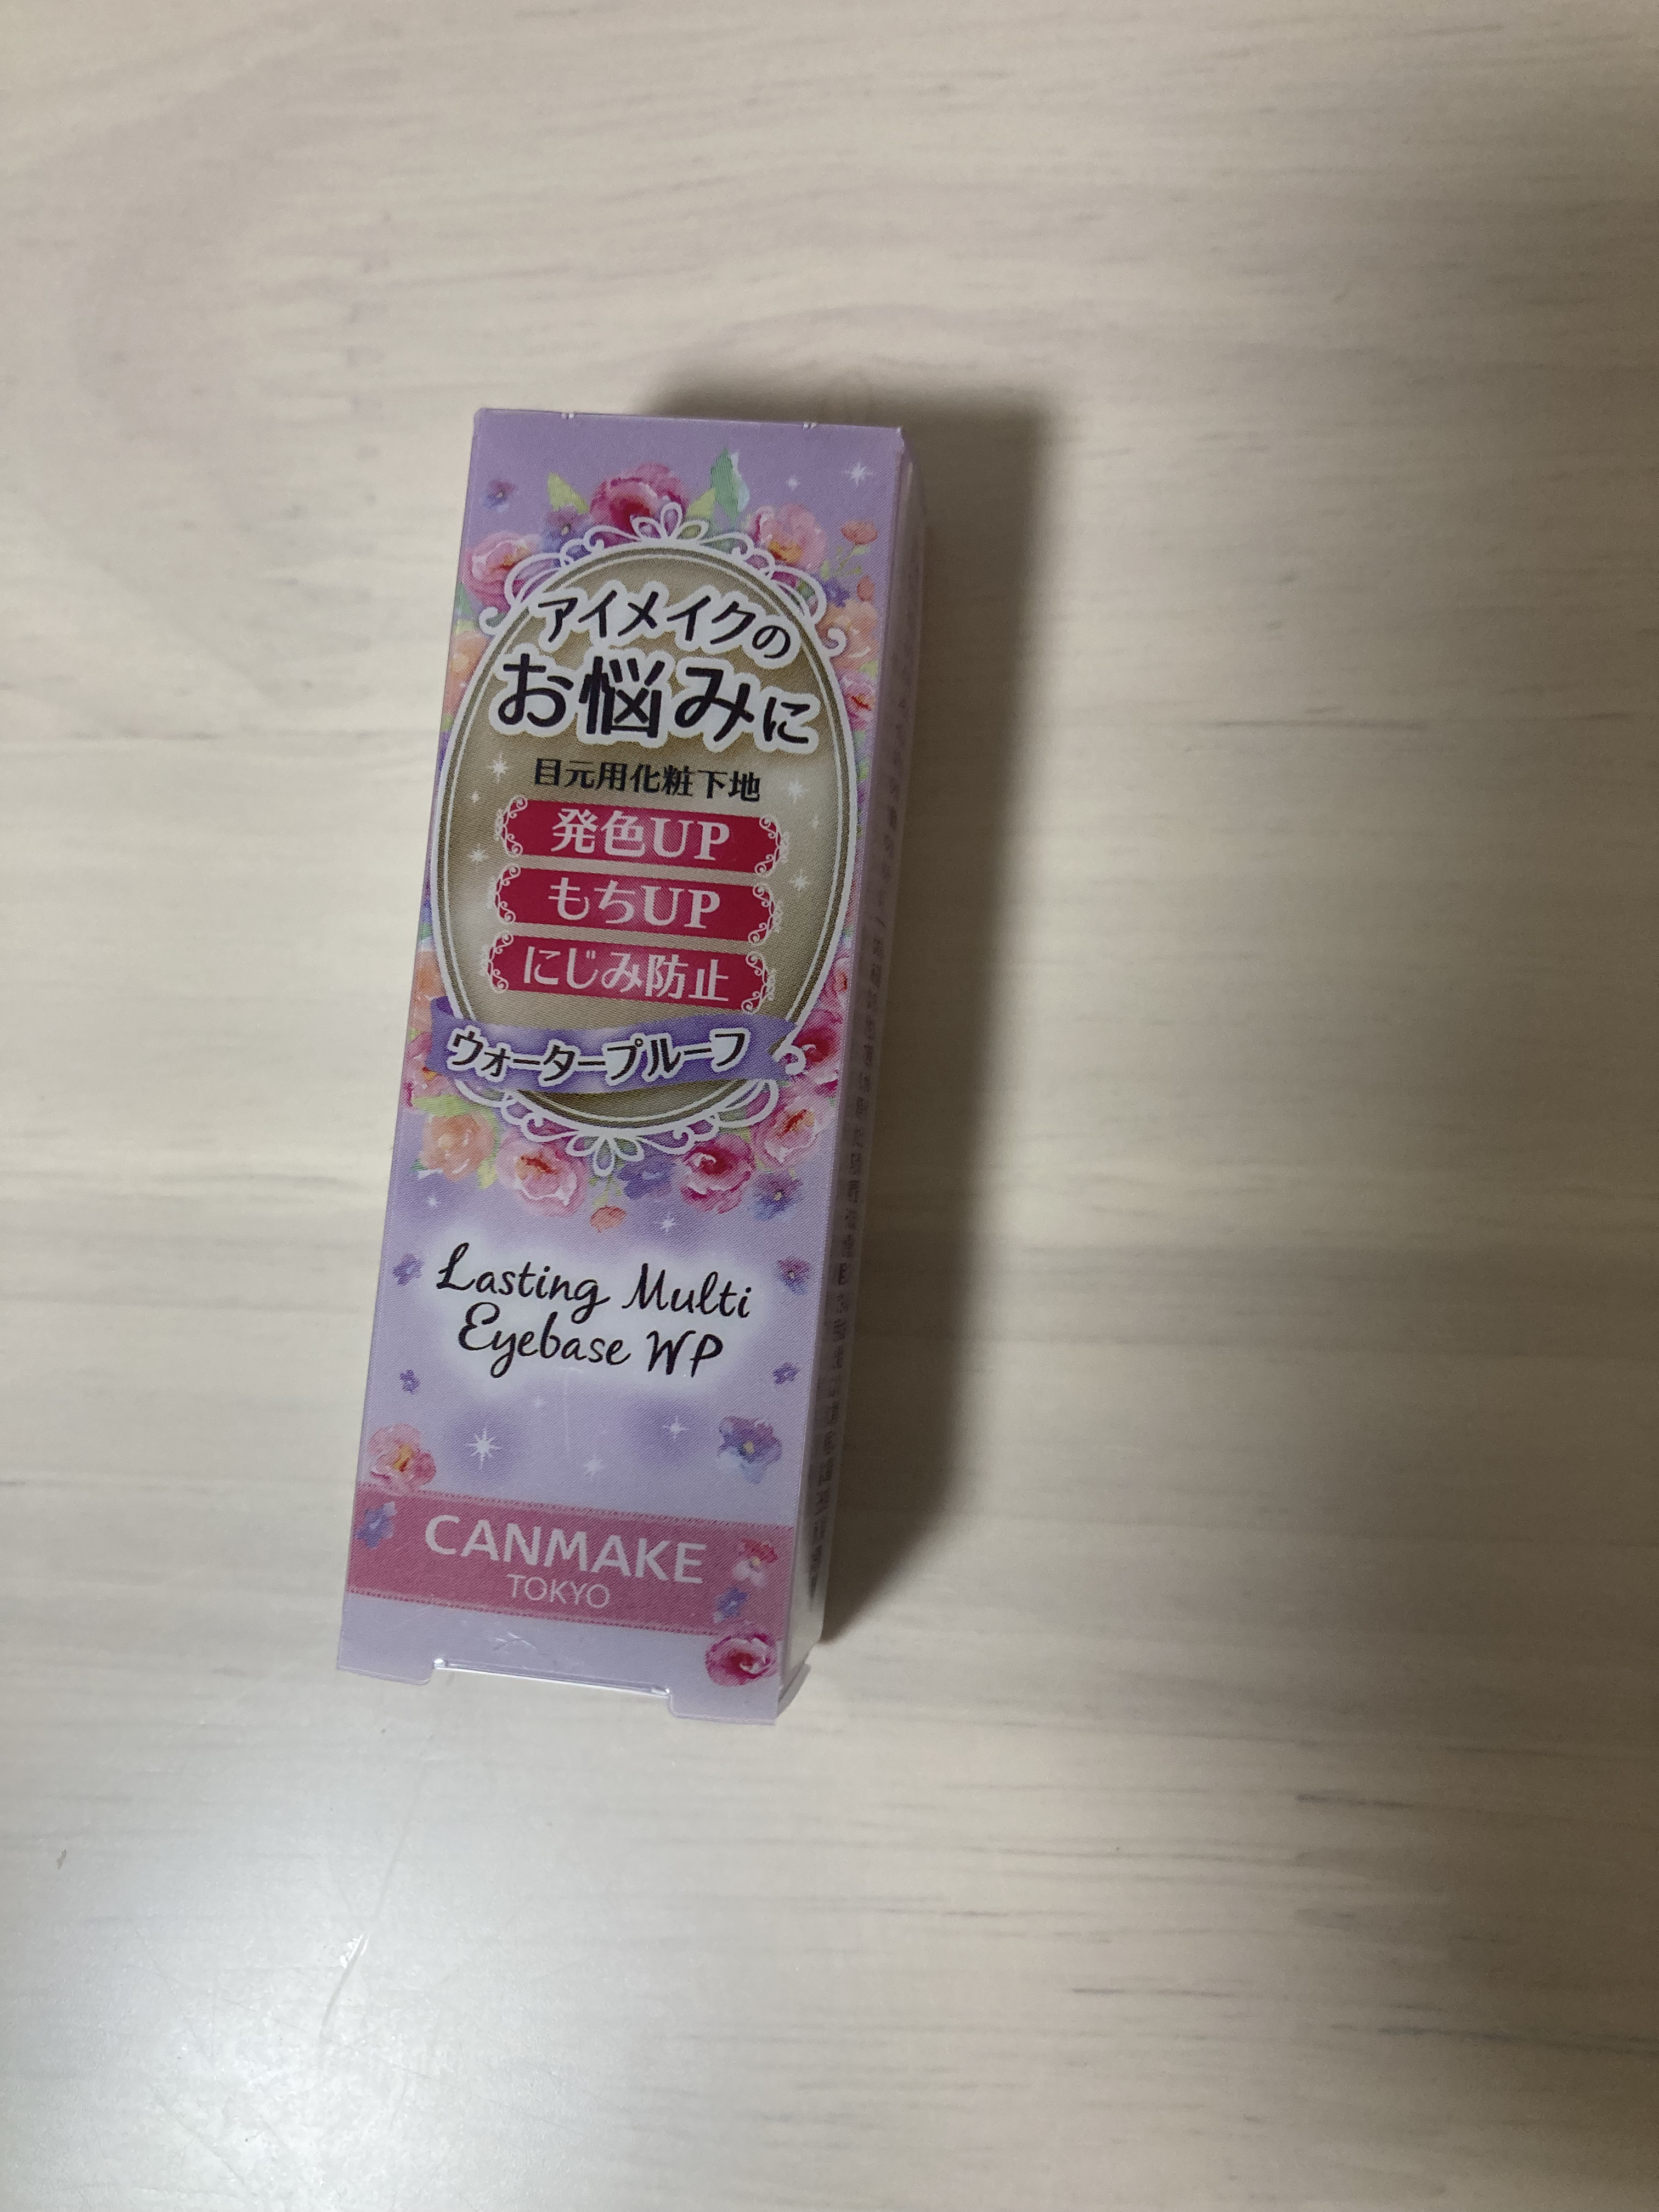 アイメイクの
お悩みに
目元用化粧下地
発色UP
もちUP
にじみ防止
ウォータープルーフ
Lasting Multi
Eyebase WP
CANMAKE
TOKYO